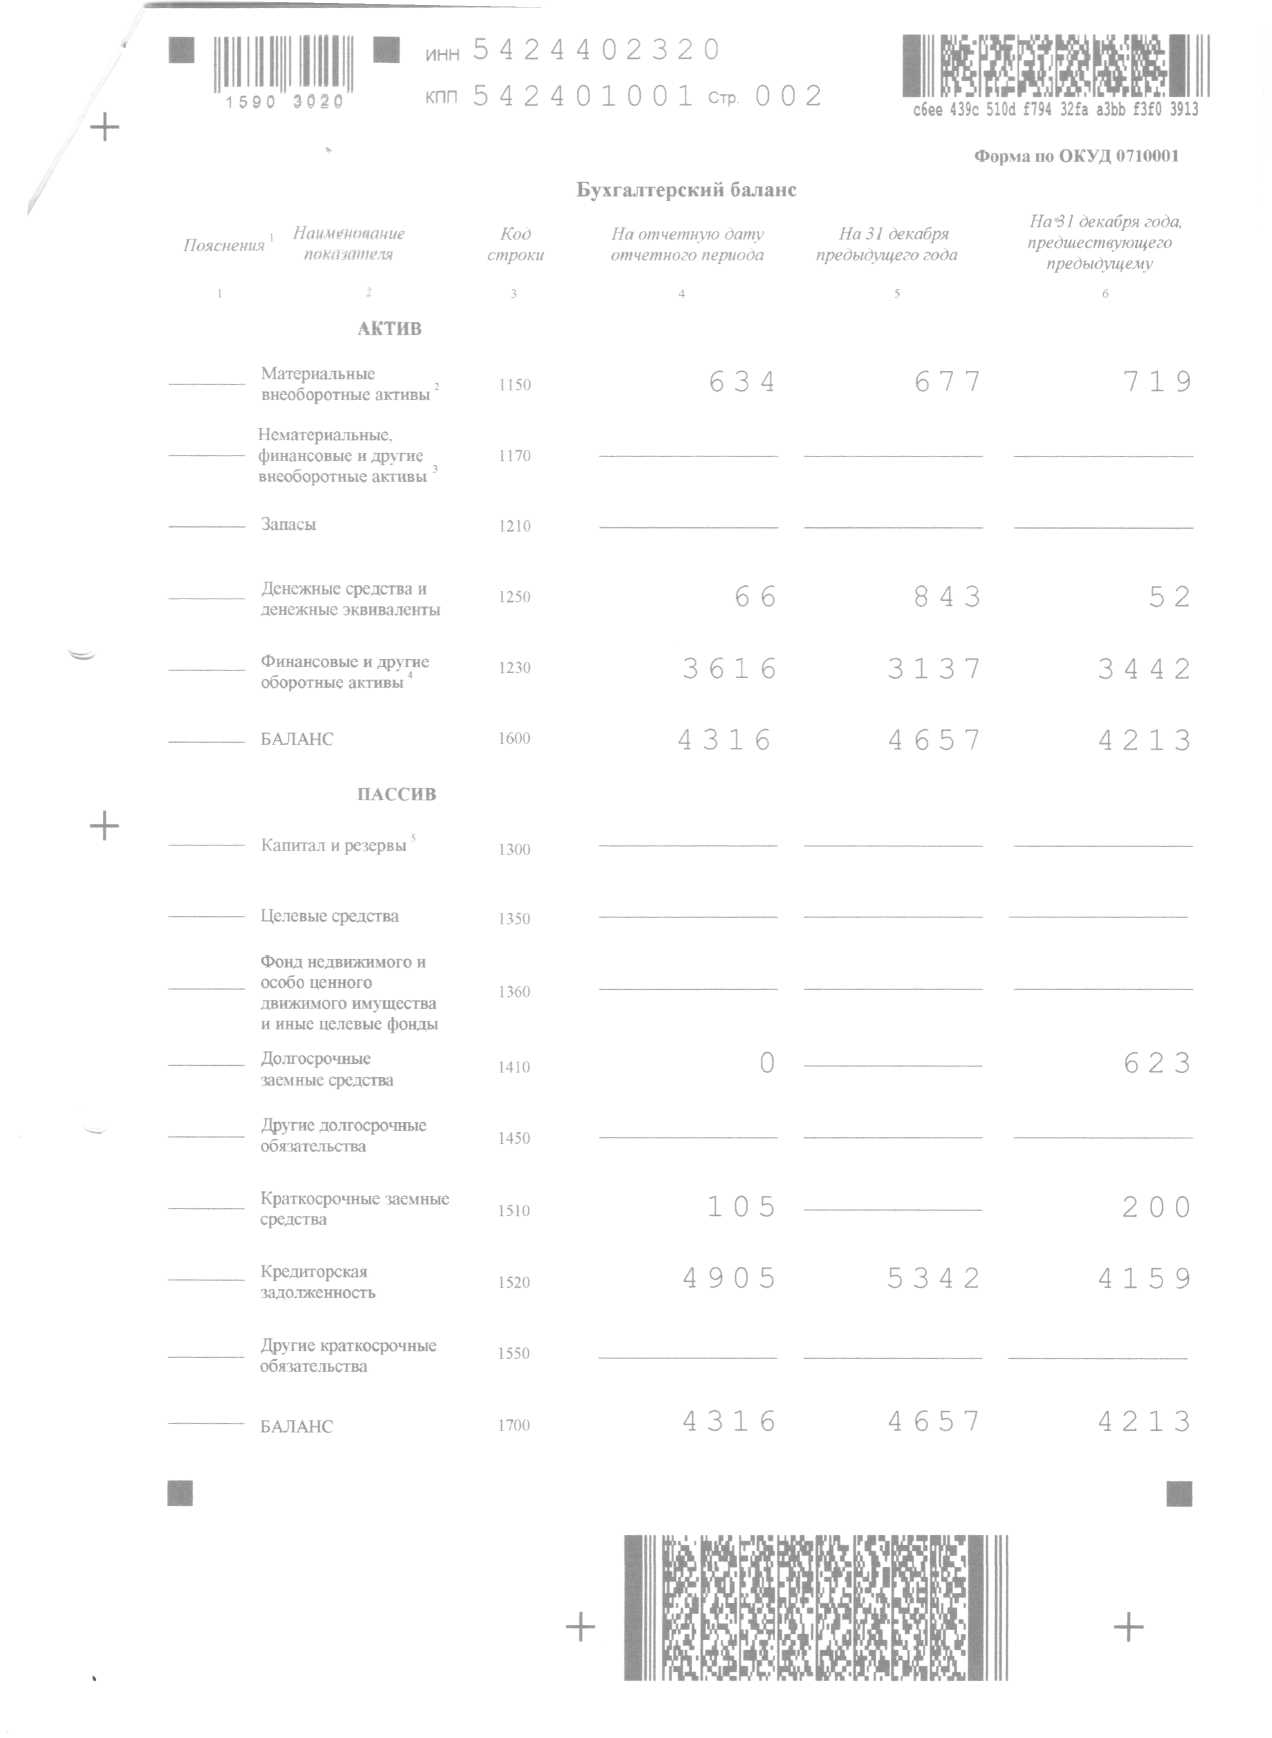 ИНН 5424402320
1590 3020
КПП 542401001 Стр. 002
c6ee 439c 510d f794 32fa a3bb f3f0 3913
Форма по ОКУД 0710001
Бухгалтерский баланс
Пояснения 1 Наименование показателя Код строки На отчетную дату отчетного периода На 31 декабря предыдущего года На 31 декабря года, предшествующего предыдущему
1 2 3 4 5 6
АКТИВ
Материальные
внеоборотные активы 2 1150 634 677 719
Нематериальные,
финансовые и другие 1170
внеоборотные активы 3
Запасы 1210
Денежные средства и
денежные эквиваленты 1250 66 843 52
Финансовые и другие
оборотные активы 4 1230 3616 3137 3442
БАЛАНС 1600 4316 4657 4213
ПАССИВ
Капитал и резервы 5 1300
Целевые средства 1350
Фонд недвижимого и
особо ценного
движимого имущества 1360
и иные целевые фонды
Долгосрочные
заемные средства 1410 0 623
Другие долгосрочные
обязательства 1450
Краткосрочные заемные
средства 1510 105 200
Кредиторская
задолженность 1520 4905 5342 4159
Другие краткосрочные
обязательства 1550
БАЛАНС 1700 4316 4657 4213